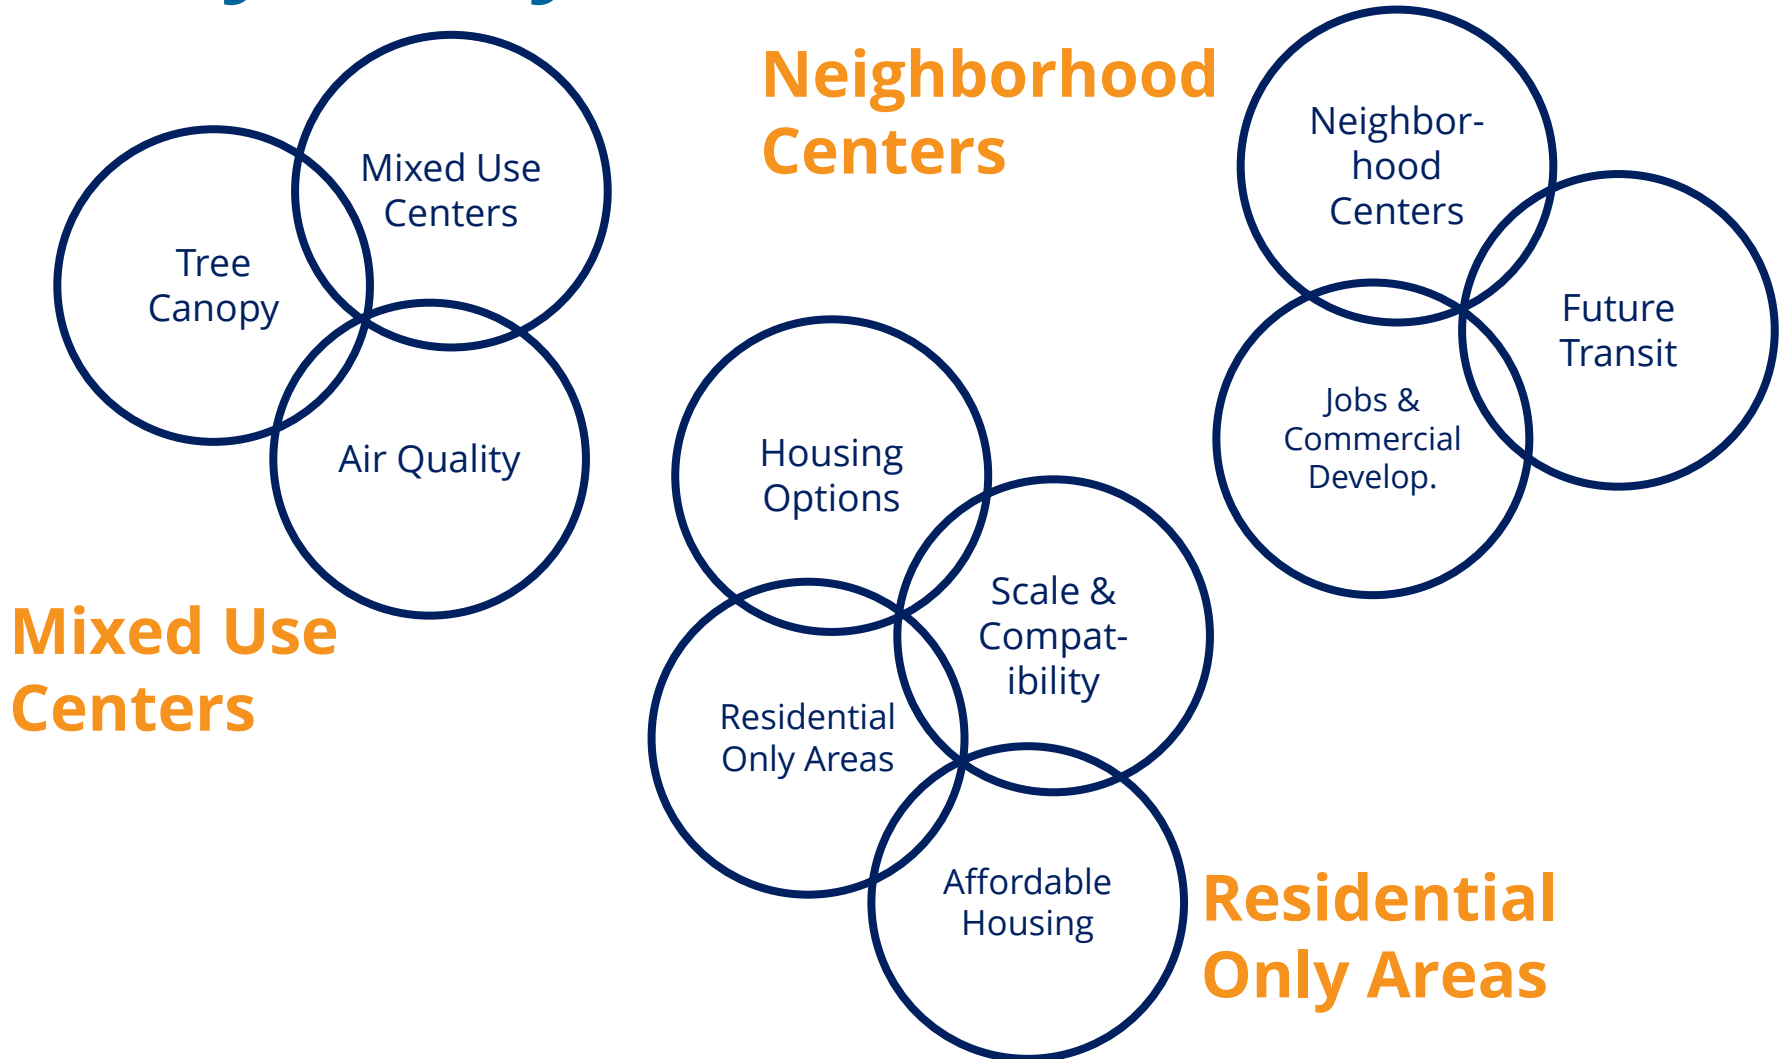 Neighborhood
Centers
Neighbor-
hood
Centers
Future
Transit
Jobs &
Commercial
Develop.
Mixed Use
Centers
Tree
Canopy
Air Quality
Mixed Use
Centers
Housing
Options
Scale &
Compat-
ibility
Residential
Only Areas
Affordable
Housing
Residential
Only Areas